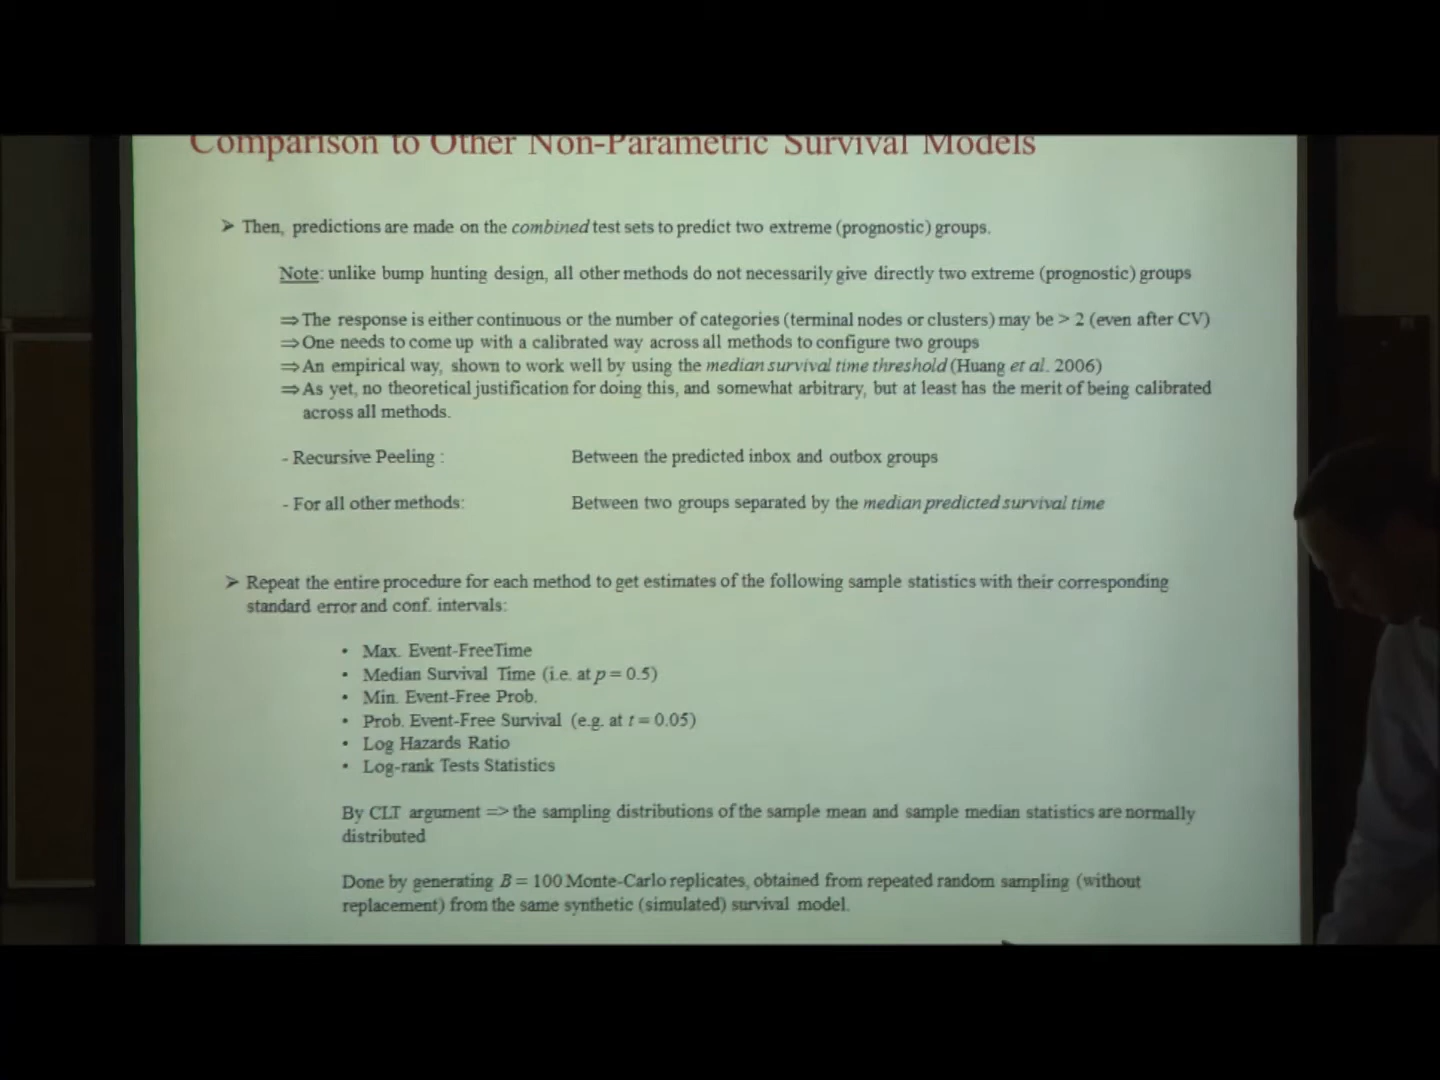 Comparison to Other Non-Parametric Survival Models
➢ Then, predictions are made on the combined test sets to predict two extreme (prognostic) groups.
Note: unlike bump hunting design, all other methods do not necessarily give directly two extreme (prognostic) groups
⇒ The response is either continuous or the number of categories (terminal nodes or clusters) may be > 2 (even after CV)
⇒ One needs to come up with a calibrated way across all methods to configure two groups
⇒ An empirical way, shown to work well by using the median survival time threshold (Huang et al. 2006)
⇒ As yet, no theoretical justification for doing this, and somewhat arbitrary, but at least has the merit of being calibrated
across all methods.
- Recursive Peeling : Between the predicted inbox and outbox groups
- For all other methods: Between two groups separated by the median predicted survival time
➢ Repeat the entire procedure for each method to get estimates of the following sample statistics with their corresponding
standard error and conf. intervals:
• Max. Event-FreeTime
• Median Survival Time (i.e. at p = 0.5)
• Min. Event-Free Prob.
• Prob. Event-Free Survival (e.g. at t = 0.05)
• Log Hazards Ratio
• Log-rank Tests Statistics
By CLT argument => the sampling distributions of the sample mean and sample median statistics are normally
distributed
Done by generating B = 100 Monte-Carlo replicates, obtained from repeated random sampling (without
replacement) from the same synthetic (simulated) survival model.